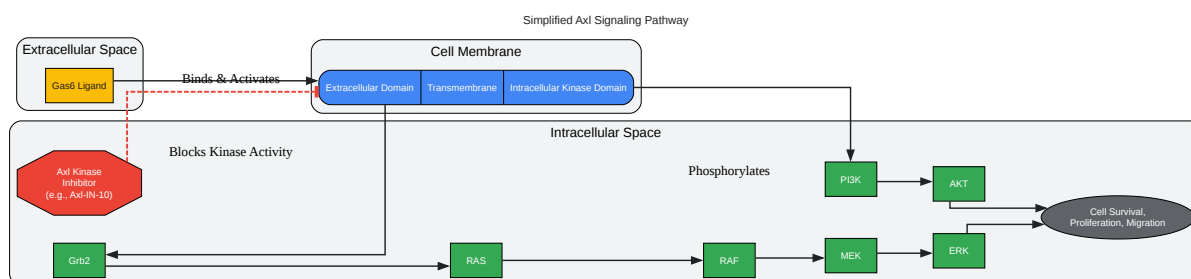 Simplified Axl Signaling Pathway
Extracellular Space
Cell Membrane
Gas6 Ligand
Binds & Activates
Extracellular Domain
Transmembrane
Intracellular Kinase Domain
Intracellular Space
Blocks Kinase Activity
Axl Kinase
Inhibitor
(e.g., Axl-IN-10)
Phosphorylates
PI3K
AKT
Cell Survival,
Proliferation, Migration
Grb2
RAS
RAF
MEK
ERK